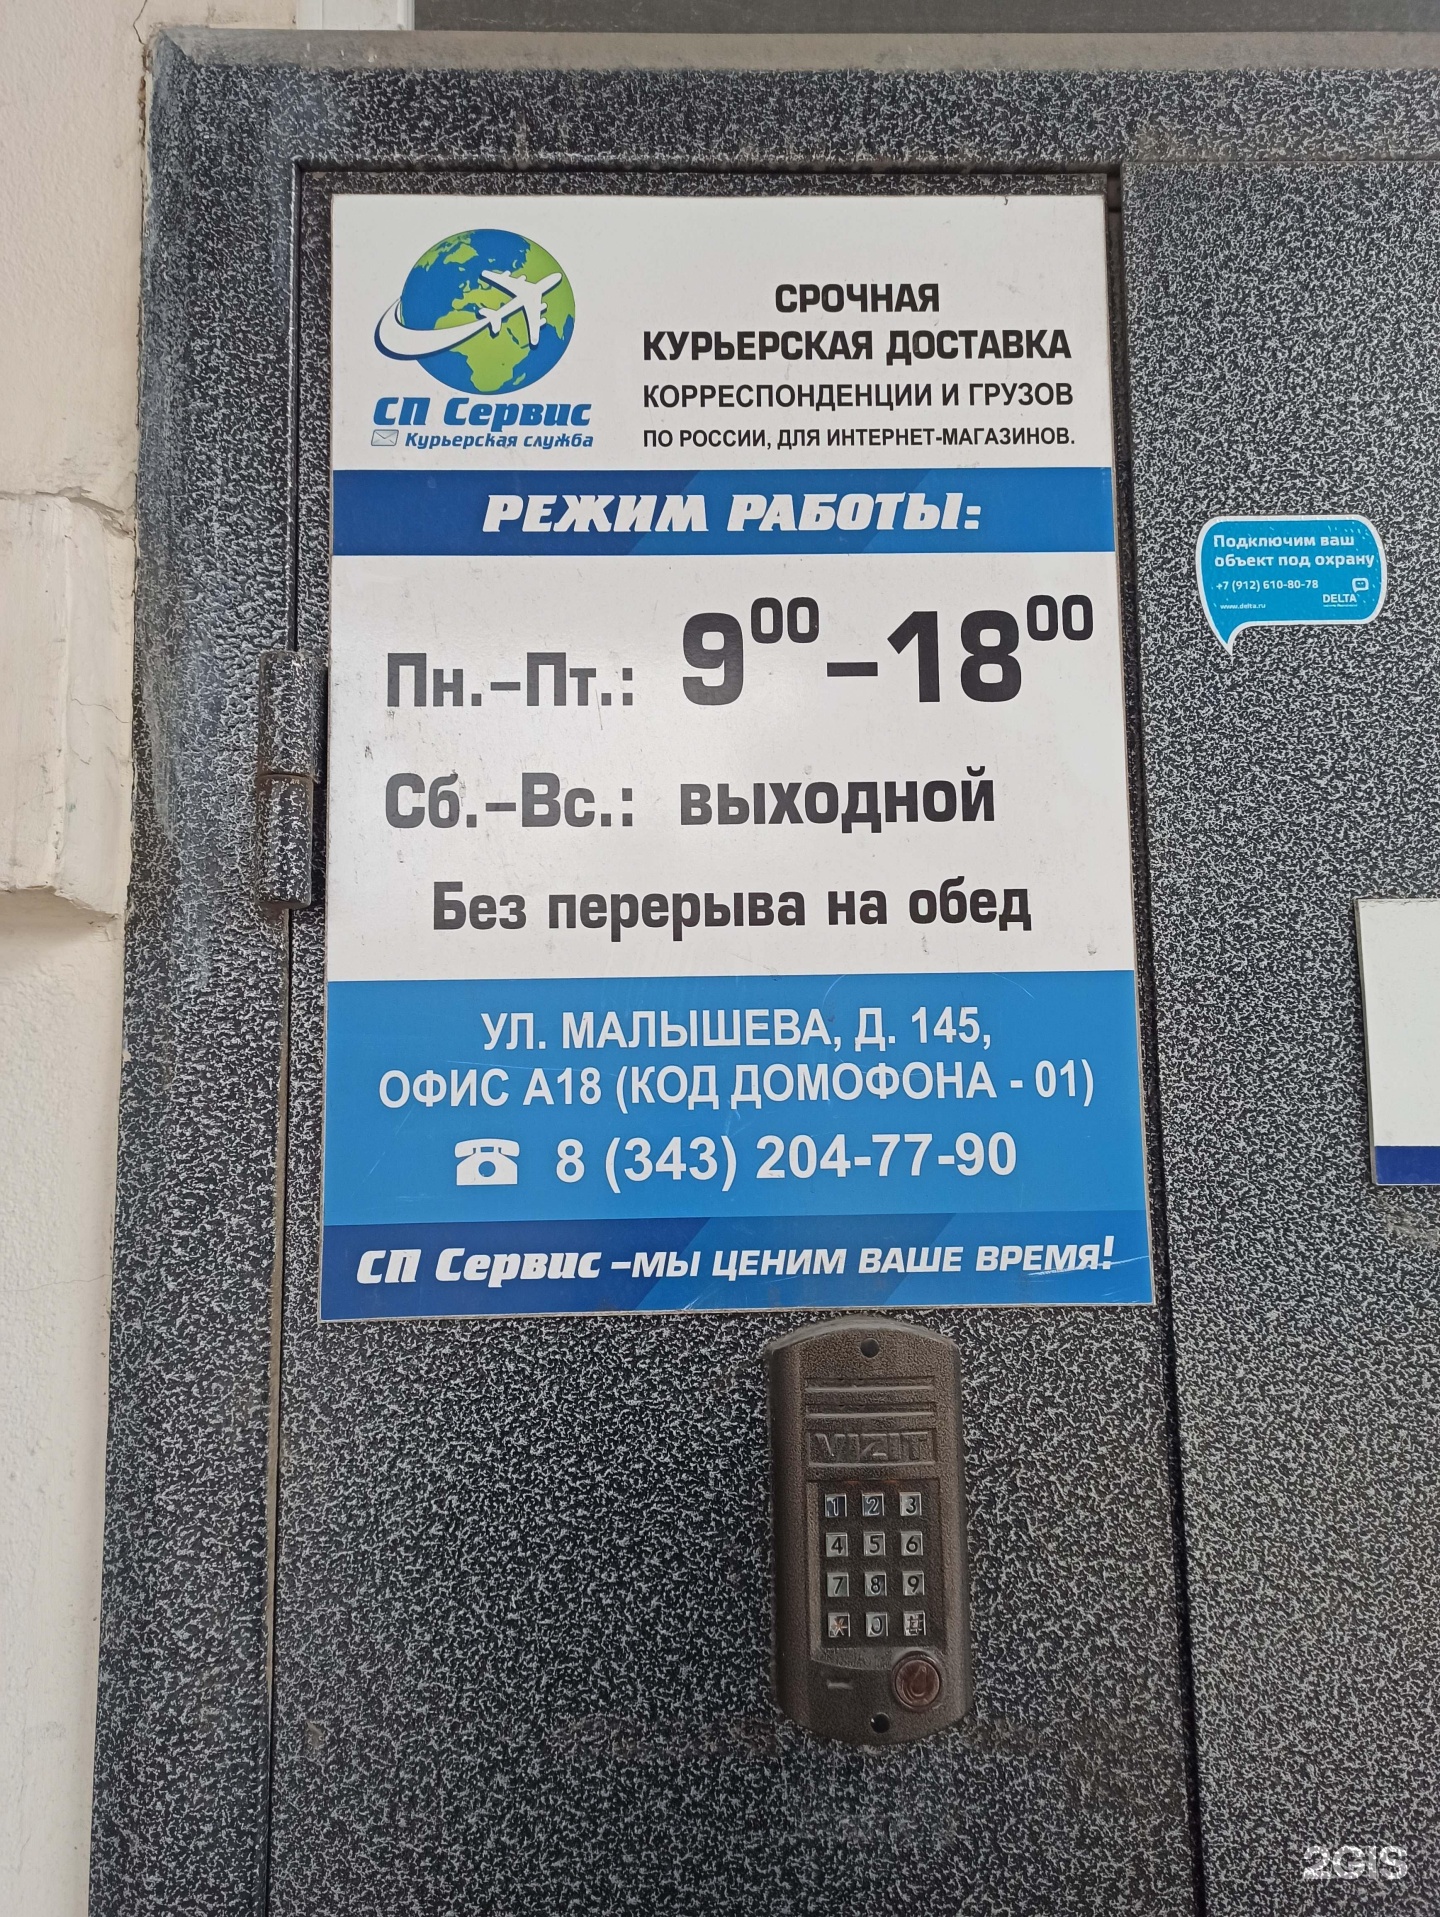 СРОЧНАЯ
КУРЬЕРСКАЯ ДОСТАВКА
КОРРЕСПОНДЕНЦИИ И ГРУЗОВ
ПО РОССИИ, ДЛЯ ИНТЕРНЕТ-МАГАЗИНОВ.
СП Сервис
Курьерская служба
РЕЖИМ РАБОТЫ:
Пн.-Пт.: 9⁰⁰-18⁰⁰
Сб.-Вс.: выходной
Без перерыва на обед
УЛ. МАЛЫШЕВА, Д. 145,
ОФИС А18 (КОД ДОМОФОНА - 01)
☎ 8 (343) 204-77-90
СП Сервис -МЫ ЦЕНИМ ВАШЕ ВРЕМЯ!
Подключим ваш
объект под охрану
+7 (912) 610-80-78
www.delta.ru
DELTA
VIZIT
1 2 3
4 5 6
7 8 9
* 0 #
2GIS